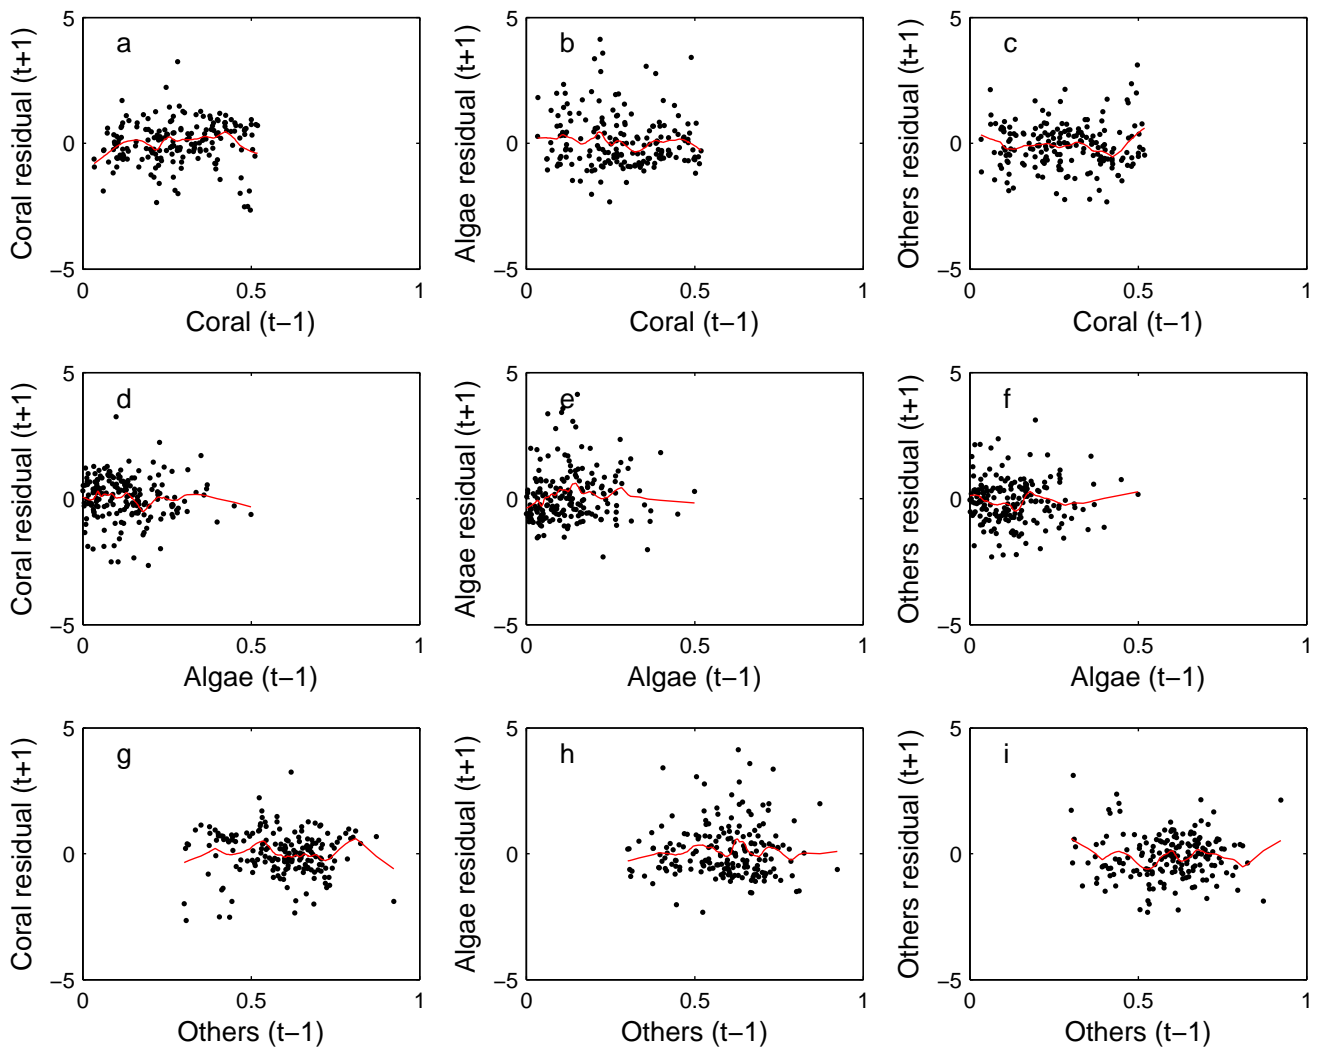 5
0
−5
0
0.5
1
a
Coral residual (t+1)
Coral (t−1)
5
0
−5
0
0.5
1
b
Algae residual (t+1)
Coral (t−1)
5
0
−5
0
0.5
1
c
Others residual (t+1)
Coral (t−1)
5
0
−5
0
0.5
1
d
Coral residual (t+1)
Algae (t−1)
5
0
−5
0
0.5
1
e
Algae residual (t+1)
Algae (t−1)
5
0
−5
0
0.5
1
f
Others residual (t+1)
Algae (t−1)
5
0
−5
0
0.5
1
g
Coral residual (t+1)
Others (t−1)
5
0
−5
0
0.5
1
h
Algae residual (t+1)
Others (t−1)
5
0
−5
0
0.5
1
i
Others residual (t+1)
Others (t−1)